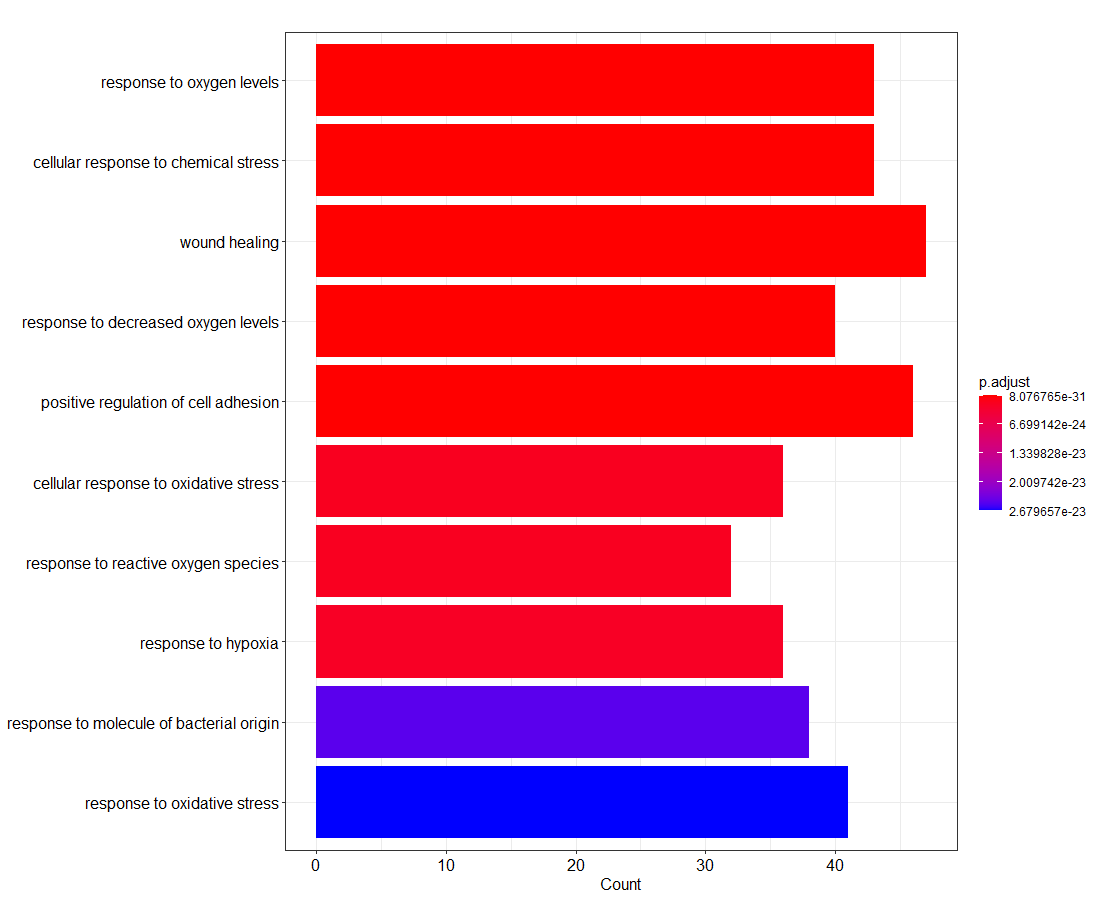 response to oxygen levels
cellular response to chemical stress
wound healing
response to decreased oxygen levels
positive regulation of cell adhesion
cellular response to oxidative stress
response to reactive oxygen species
response to hypoxia
response to molecule of bacterial origin
response to oxidative stress
0 10 20 30 40
Count
p.adjust
8.076765e-31
6.699142e-24
1.339828e-23
2.009742e-23
2.679657e-23